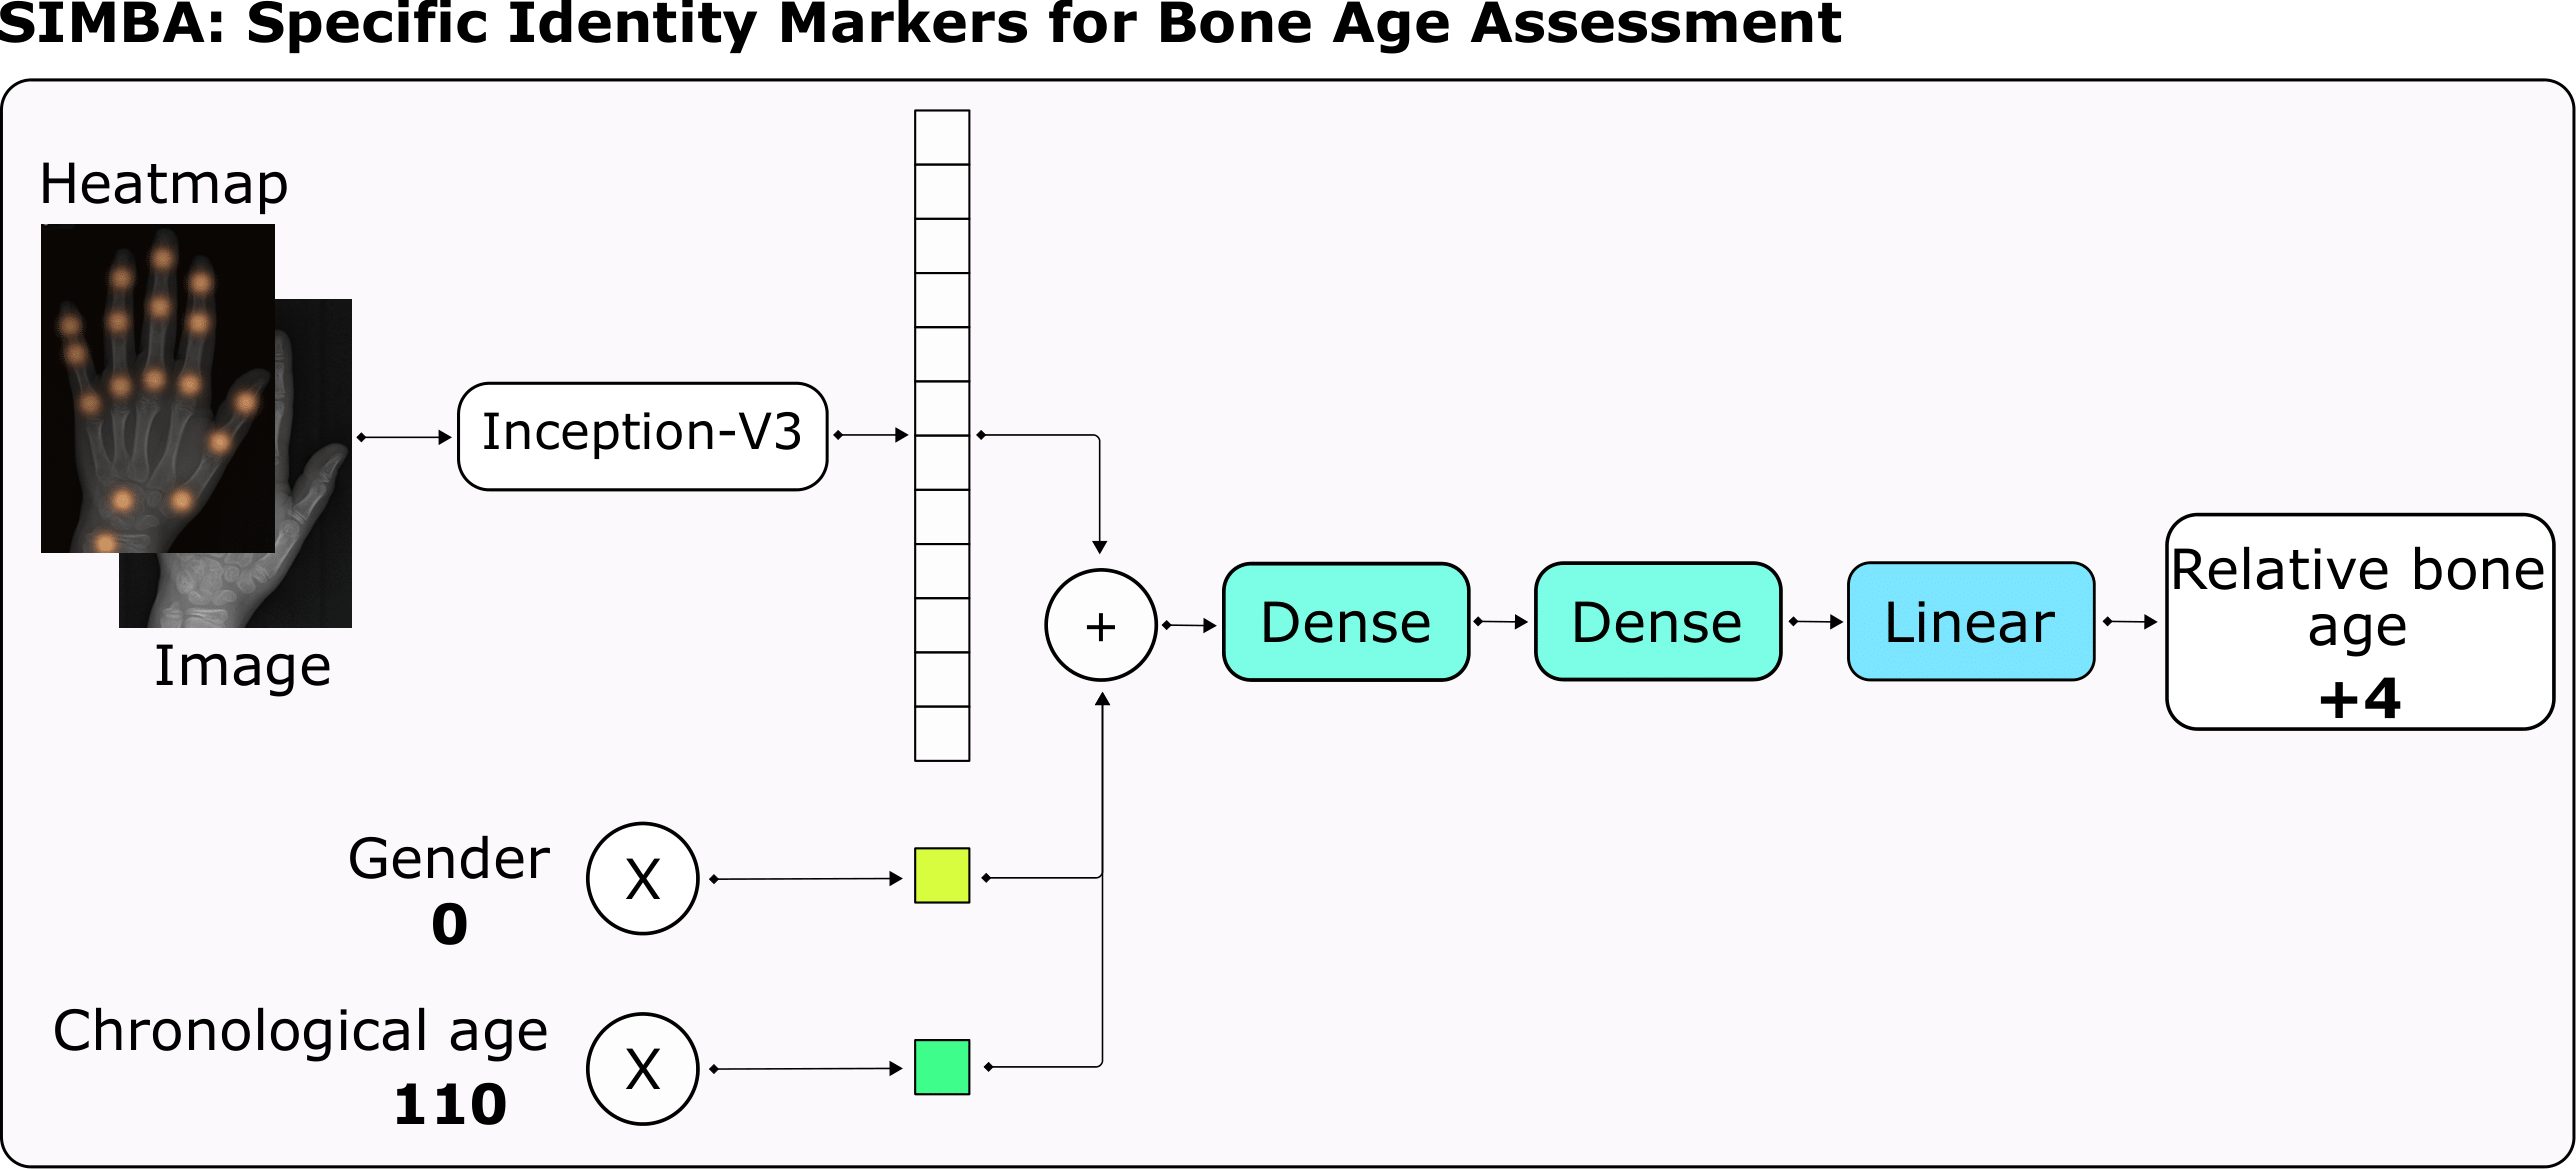 SIMBA: Specific Identity Markers for Bone Age Assessment
Heatmap
Image
Inception-V3
+
Dense
Dense
Linear
Relative bone
age
+4
Gender
0
X
Chronological age
110
X